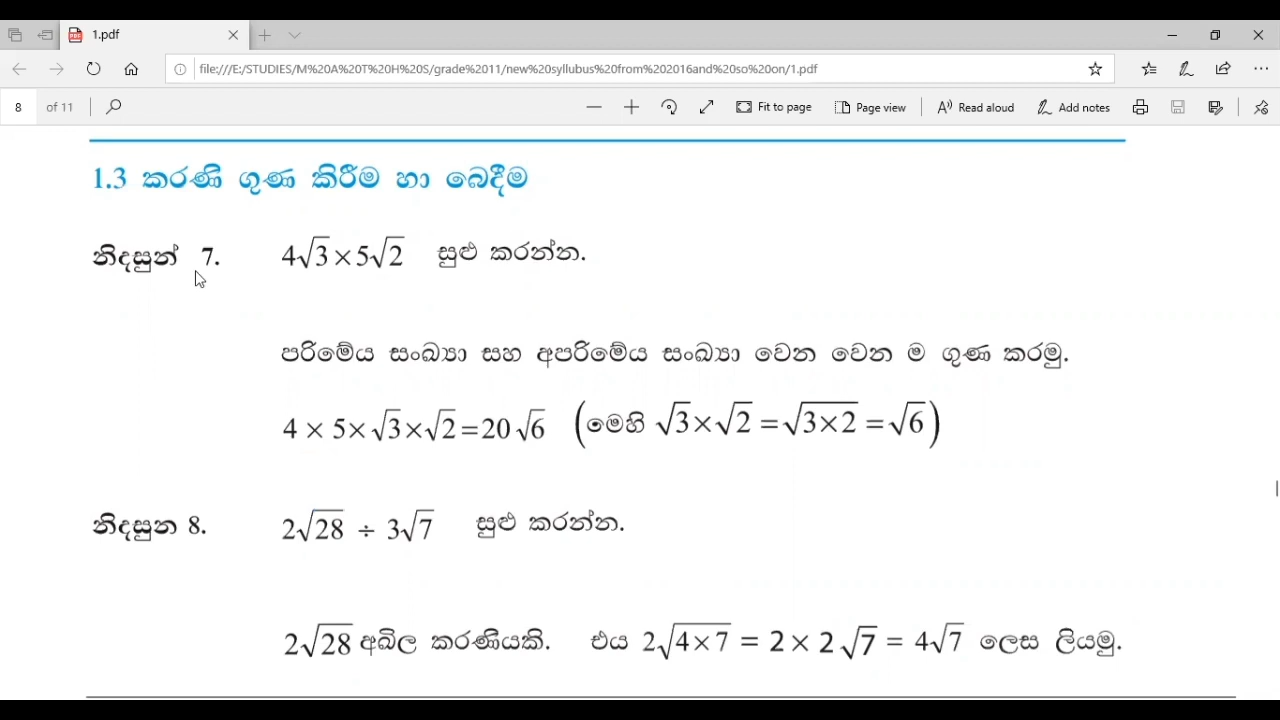 1.pdf
file:///E:/STUDIES/M%20A%20T%20H%20S/grade%2011/new%20syllubus%20from%202016and%20so%20on/1.pdf
8 of 11 Fit to page Page view Read aloud Add notes
1.3 කරණි ගුණ කිරීම හා බෙදීම
නිදසුන් 7. 4√3 × 5√2 සුළු කරන්න.
පරිමේය සංඛ්‍යා සහ අපරිමේය සංඛ්‍යා වෙන වෙන ම ගුණ කරමු.
4 × 5 × √3 × √2 = 20 √6 (මෙහි √3 × √2 = √(3 × 2) = √6)
නිදසුන 8. 2√28 ÷ 3√7 සුළු කරන්න.
2√28 අඛිල කරණියකි. එය 2√(4 × 7) = 2 × 2 √7 = 4√7 ලෙස ලියමු.